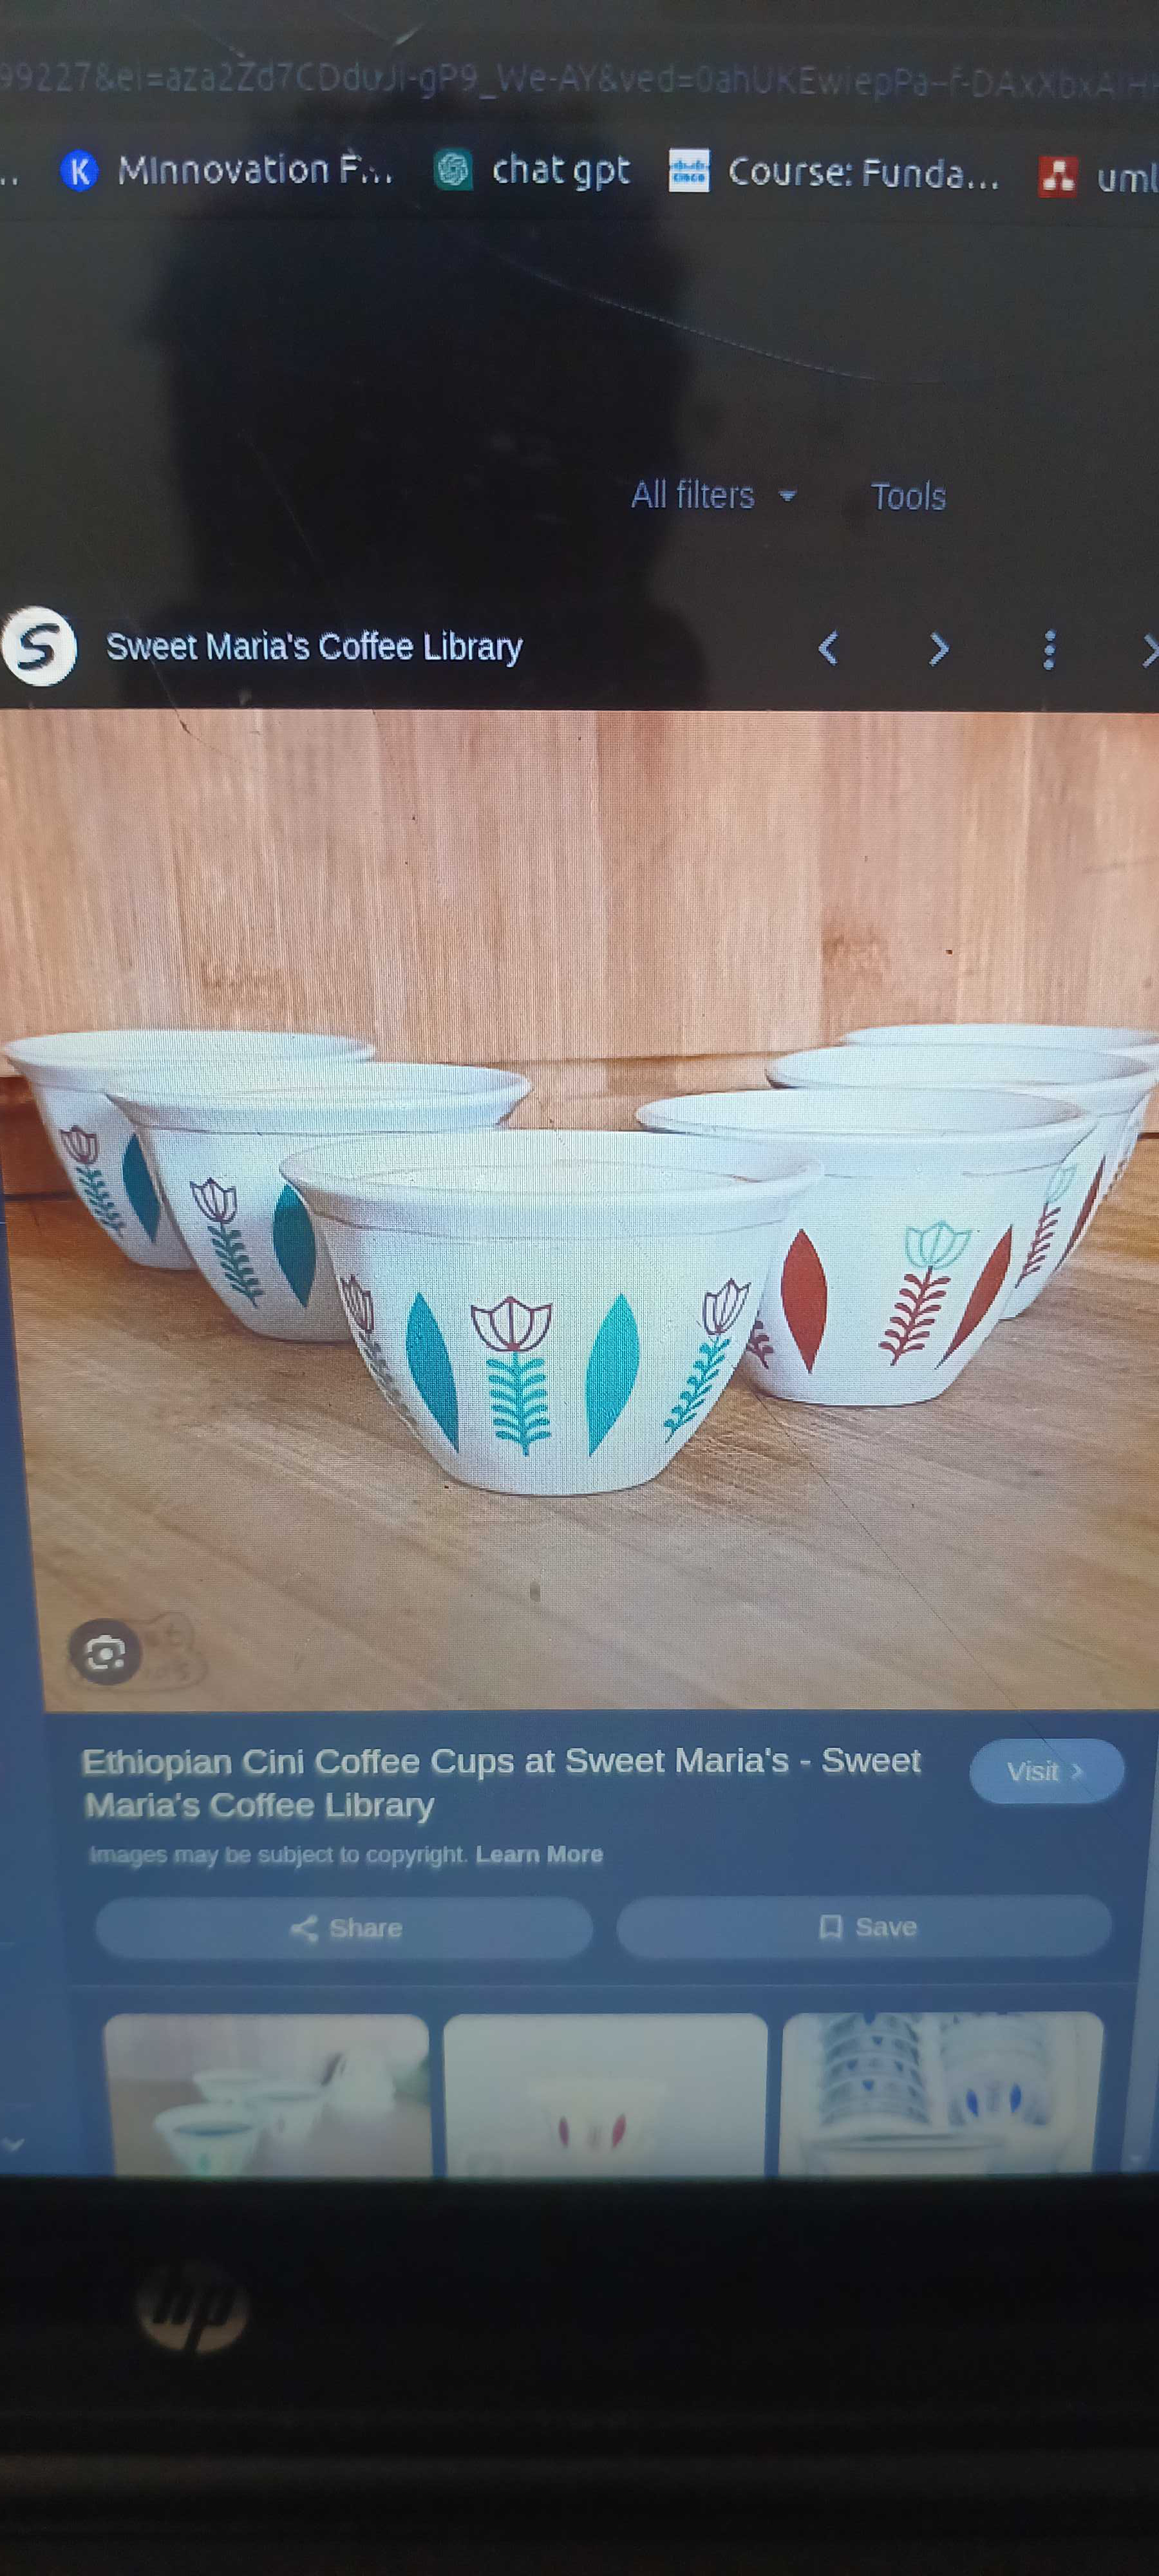 MInnovation F...
chat gpt
Course: Funda...
uml
All filters
Tools
S
Sweet Maria's Coffee Library
Ethiopian Cini Coffee Cups at Sweet Maria's - Sweet
Maria's Coffee Library
Visit
Images may be subject to copyright. Learn More
Share
Save
hp